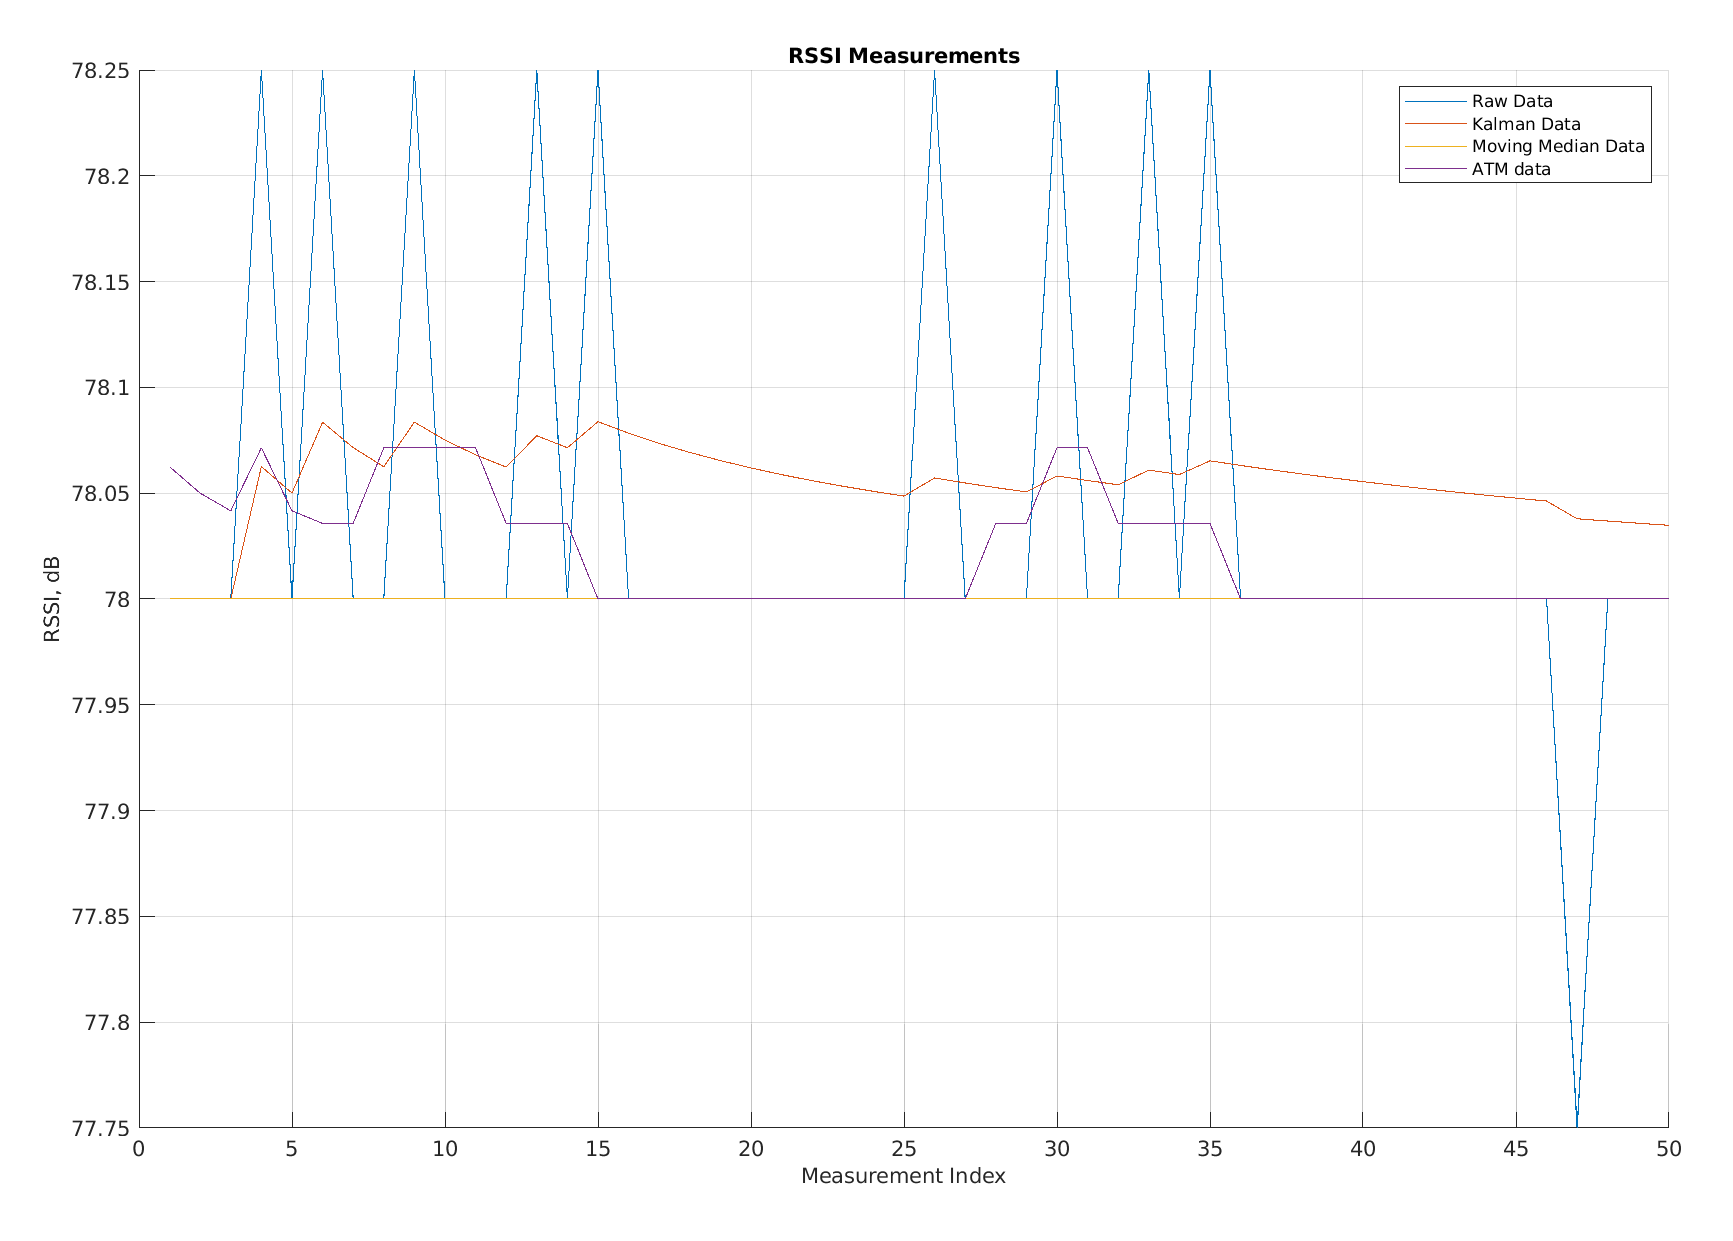 RSSI Measurements
78.25
78.2
78.15
78.1
78.05
78
77.95
77.9
77.85
77.8
77.75
RSSI, dB
Raw Data
Kalman Data
Moving Median Data
ATM data
0 5 10 15 20 25 30 35 40 45 50
Measurement Index